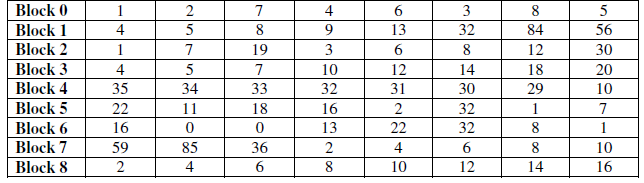 Block 0 1 2 7 4 6 3 8 5
Block 1 4 5 8 9 13 32 84 56
Block 2 1 7 19 3 6 8 12 30
Block 3 4 5 7 10 12 14 18 20
Block 4 35 34 33 32 31 30 29 10
Block 5 22 11 18 16 2 32 1 7
Block 6 16 0 0 13 22 32 8 1
Block 7 59 85 36 2 4 6 8 10
Block 8 2 4 6 8 10 12 14 16